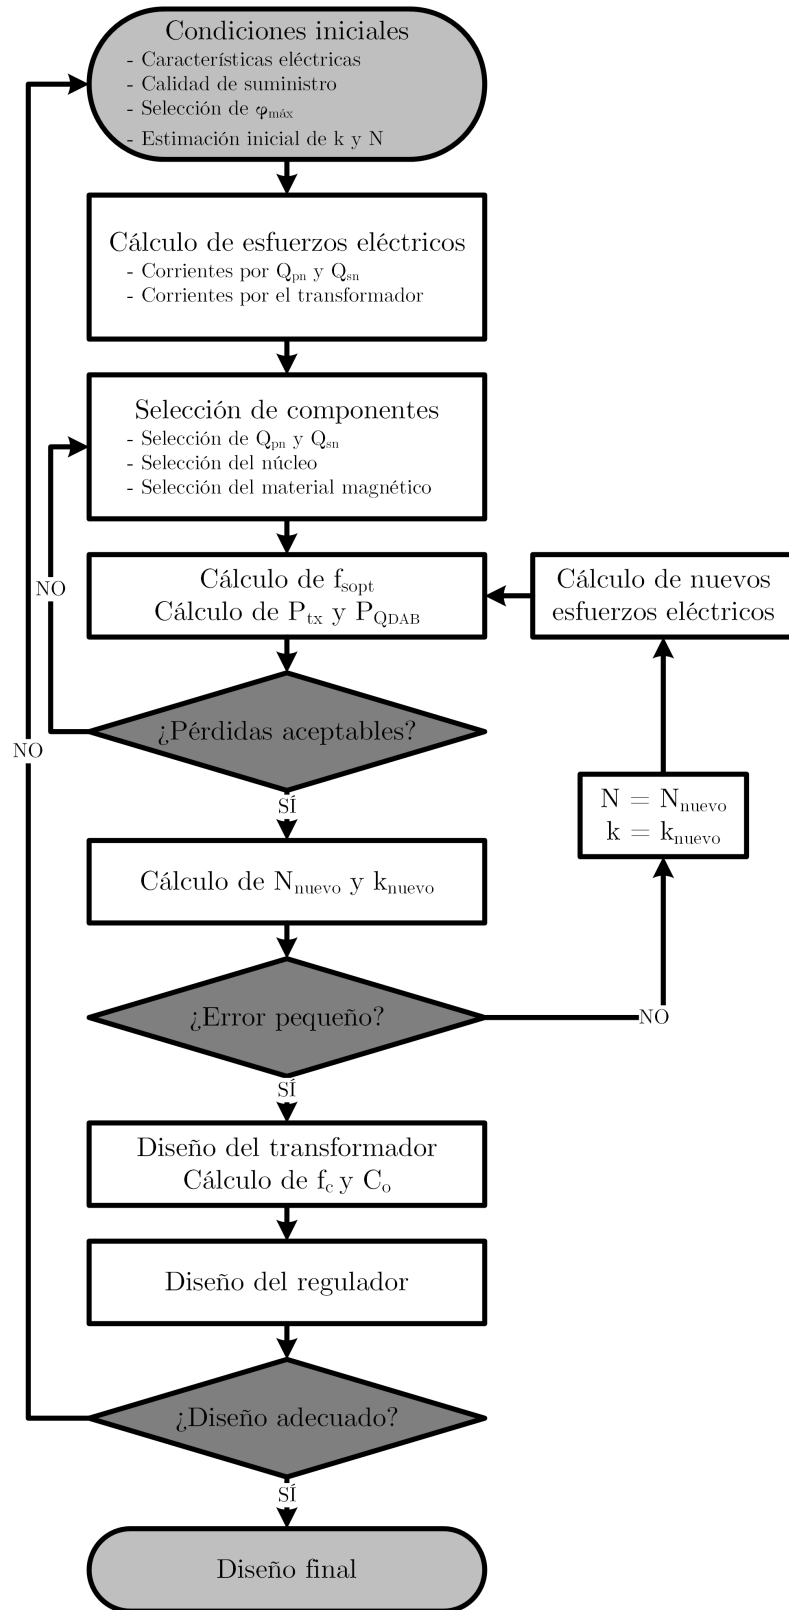 Condiciones iniciales
- Características eléctricas
- Calidad de suministro
- Selección de φmáx
- Estimación inicial de k y N
Cálculo de esfuerzos eléctricos
- Corrientes por Qpn y Qsn
- Corrientes por el transformador
Selección de componentes
- Selección de Qpn y Qsn
- Selección del núcleo
- Selección del material magnético
NO
Cálculo de fsopt
Cálculo de Ptx y PQDAB
Cálculo de nuevos
esfuerzos eléctricos
¿Pérdidas aceptables?
NO
SÍ
N = Nnuevo
k = knuevo
Cálculo de Nnuevo y knuevo
¿Error pequeño?
NO
SÍ
Diseño del transformador
Cálculo de fc y Co
Diseño del regulador
¿Diseño adecuado?
SÍ
Diseño final